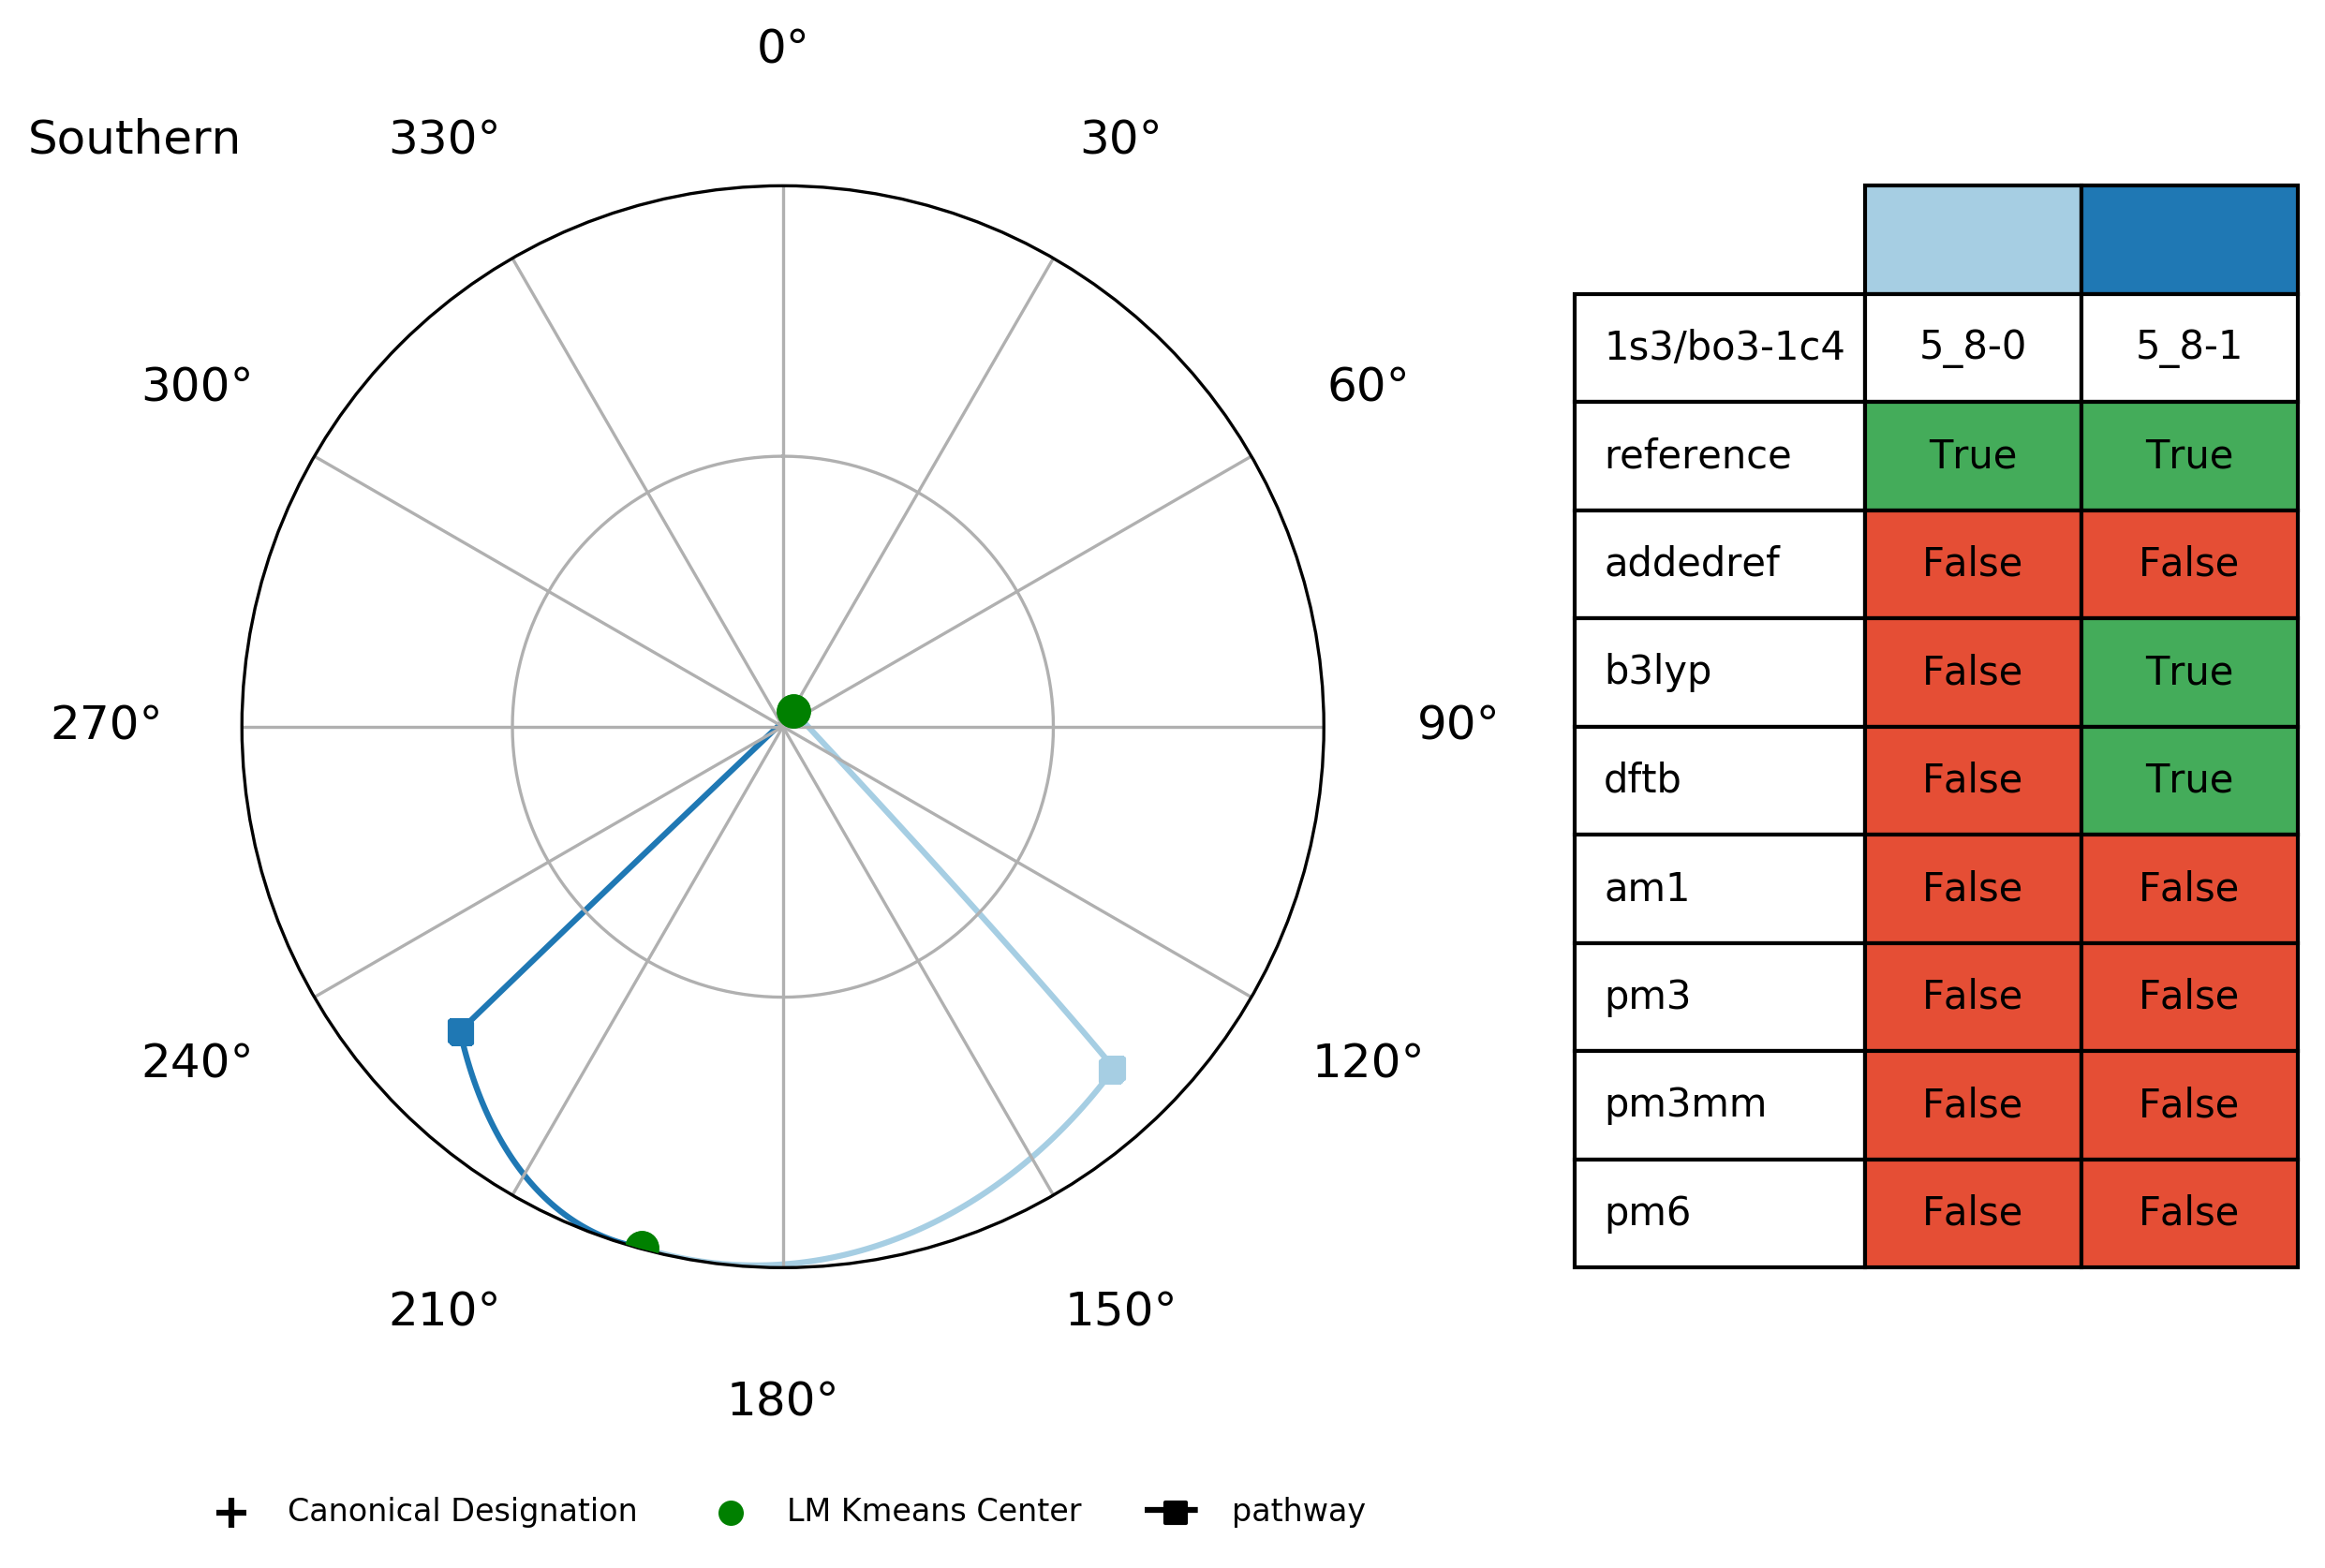 0°
Southern 330° 30°
300° 60°
270° 90°
240° 120°
210° 150°
180°
1s3/bo3-1c4 5_8-0 5_8-1
reference True True
addedref False False
b3lyp False True
dftb False True
am1 False False
pm3 False False
pm3mm False False
pm6 False False
Canonical Designation LM Kmeans Center pathway